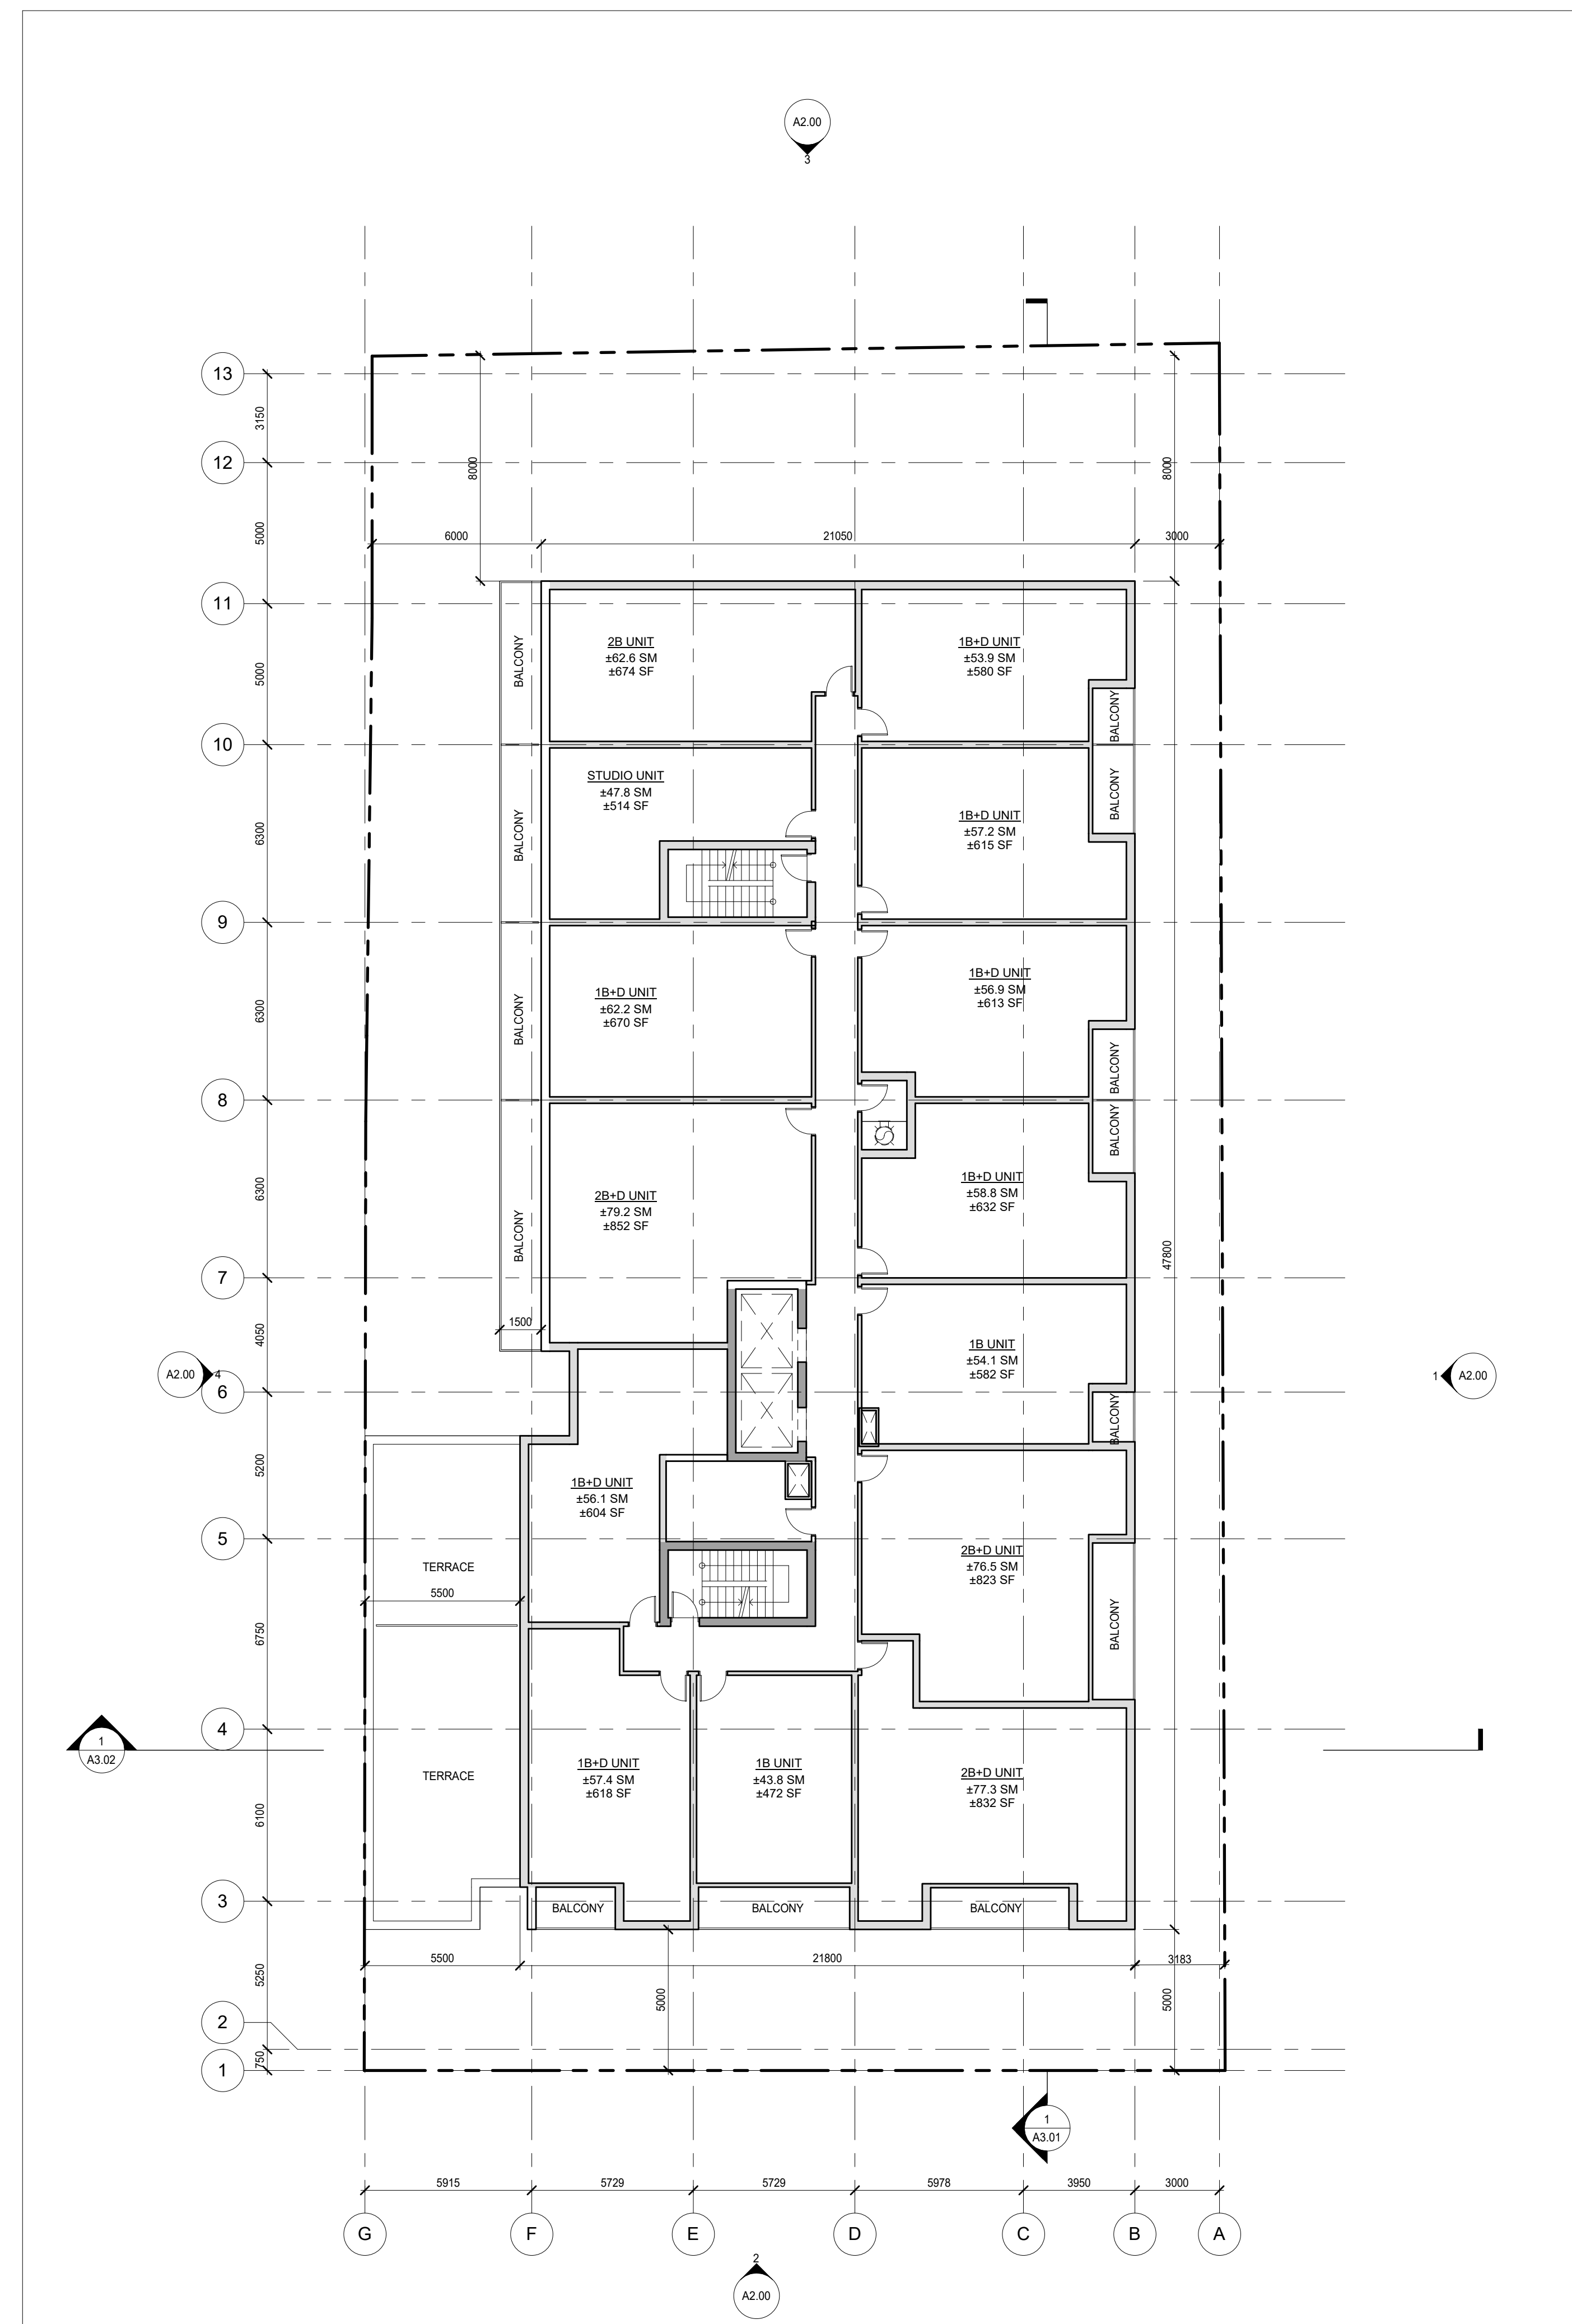 A2.00
3
13
3150
12
8000
8000
5000
6000
21050
3000
11
2B UNIT
±62.6 SM
±674 SF
1B+D UNIT
±53.9 SM
±580 SF
BALCONY
5000
BALCONY
10
STUDIO UNIT
±47.8 SM
±514 SF
BALCONY
1B+D UNIT
±57.2 SM
±615 SF
6300
BALCONY
9
1B+D UNIT
±56.9 SM
±613 SF
1B+D UNIT
±62.2 SM
±670 SF
6300
BALCONY
BALCONY
8
BALCONY
1B+D UNIT
±58.8 SM
±632 SF
6300
2B+D UNIT
±79.2 SM
±852 SF
BALCONY
47800
7
1500
4050
1B UNIT
±54.1 SM
±582 SF
A2.00
4
1
A2.00
6
BALCONY
5200
1B+D UNIT
±56.1 SM
±604 SF
5
2B+D UNIT
±76.5 SM
±823 SF
TERRACE
5500
BALCONY
6750
4
1
A3.02
TERRACE
1B+D UNIT
±57.4 SM
±618 SF
1B UNIT
±43.8 SM
±472 SF
2B+D UNIT
±77.3 SM
±832 SF
6100
3
BALCONY
BALCONY
BALCONY
5500
21800
3183
5250
5000
5000
2
750
1
1
A3.01
5915
5729
5729
5978
3950
3000
G
F
E
D
C
B
A
2
A2.00